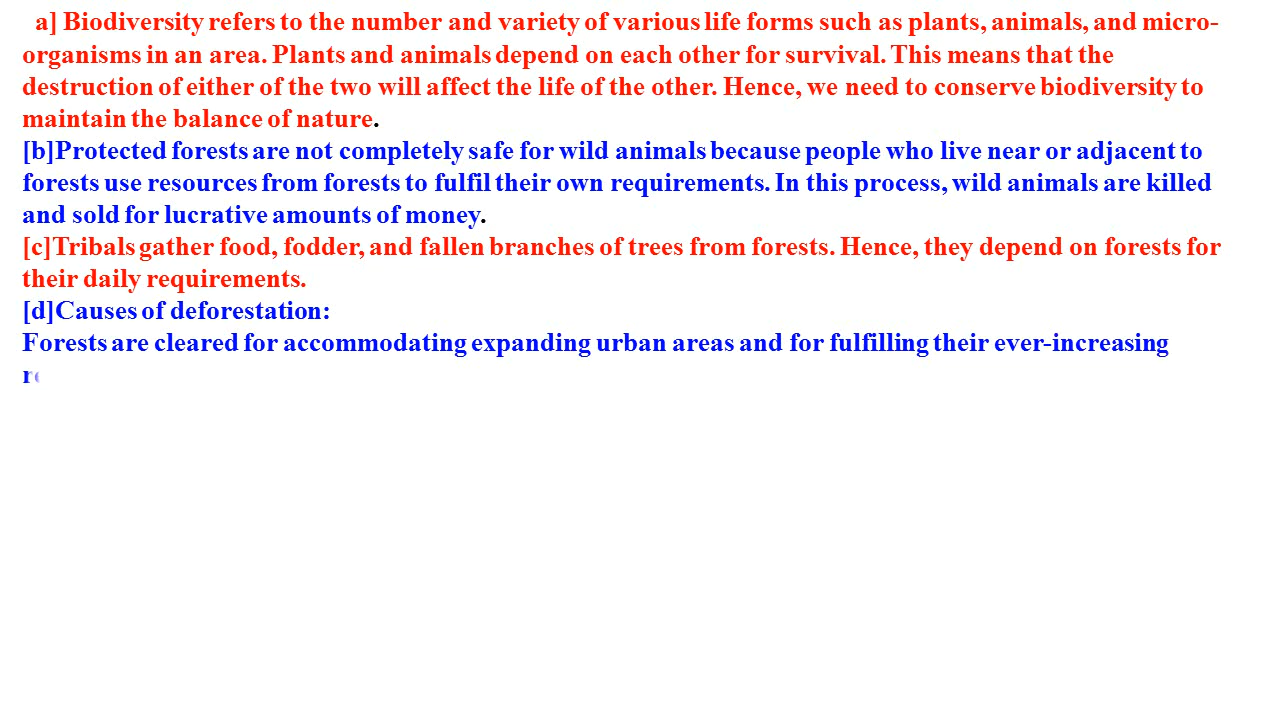 a] Biodiversity refers to the number and variety of various life forms such as plants, animals, and micro-
organisms in an area. Plants and animals depend on each other for survival. This means that the
destruction of either of the two will affect the life of the other. Hence, we need to conserve biodiversity to
maintain the balance of nature.
[b]Protected forests are not completely safe for wild animals because people who live near or adjacent to
forests use resources from forests to fulfil their own requirements. In this process, wild animals are killed
and sold for lucrative amounts of money.
[c]Tribals gather food, fodder, and fallen branches of trees from forests. Hence, they depend on forests for
their daily requirements.
[d]Causes of deforestation:
Forests are cleared for accommodating expanding urban areas and for fulfilling their ever-increasing